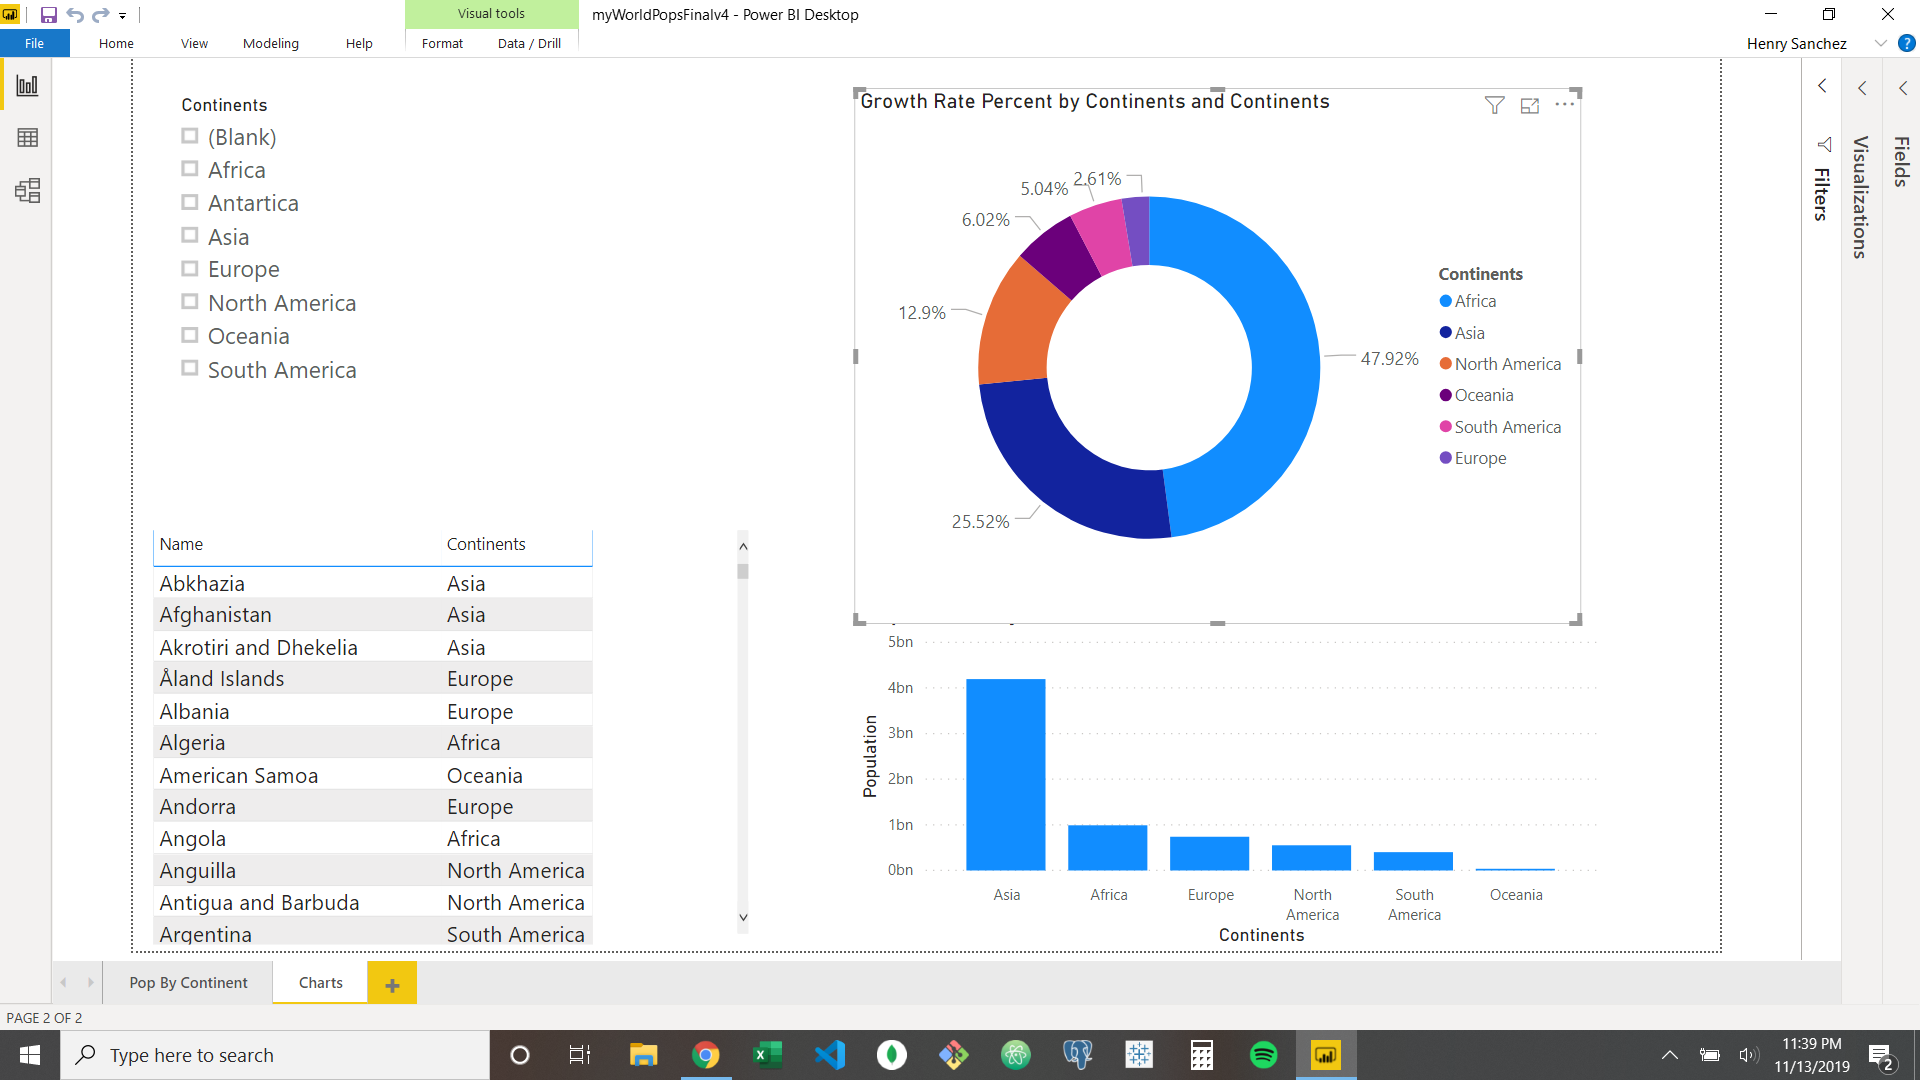 Visual tools
myWorldPopsFinalv4 - Power BI Desktop
File
Home
View
Modeling
Help
Format
Data / Drill
Henry Sanchez
?
Continents
(Blank)
Africa
Antartica
Asia
Europe
North America
Oceania
South America
Growth Rate Percent by Continents and Continents
2.61%
5.04%
6.02%
12.9%
47.92%
25.52%
Continents
Africa
Asia
North America
Oceania
South America
Europe
Filters
Visualizations
Fields
Name Continents
Abkhazia Asia
Afghanistan Asia
Akrotiri and Dhekelia Asia
Åland Islands Europe
Albania Europe
Algeria Africa
American Samoa Oceania
Andorra Europe
Angola Africa
Anguilla North America
Antigua and Barbuda North America
Argentina South America
5bn
4bn
3bn
2bn
1bn
0bn
Population
Asia
Africa
Europe
North
America
South
America
Oceania
Continents
Pop By Continent
Charts
PAGE 2 OF 2
Type here to search
11:39 PM
11/13/2019
2